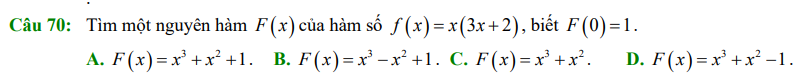 Câu 70: Tìm một nguyên hàm F(x) của hàm số f(x)=x(3x+2), biết F(0)=1.
A. F(x)=x³+x²+1. B. F(x)=x³−x²+1. C. F(x)=x³+x². D. F(x)=x³+x²−1.